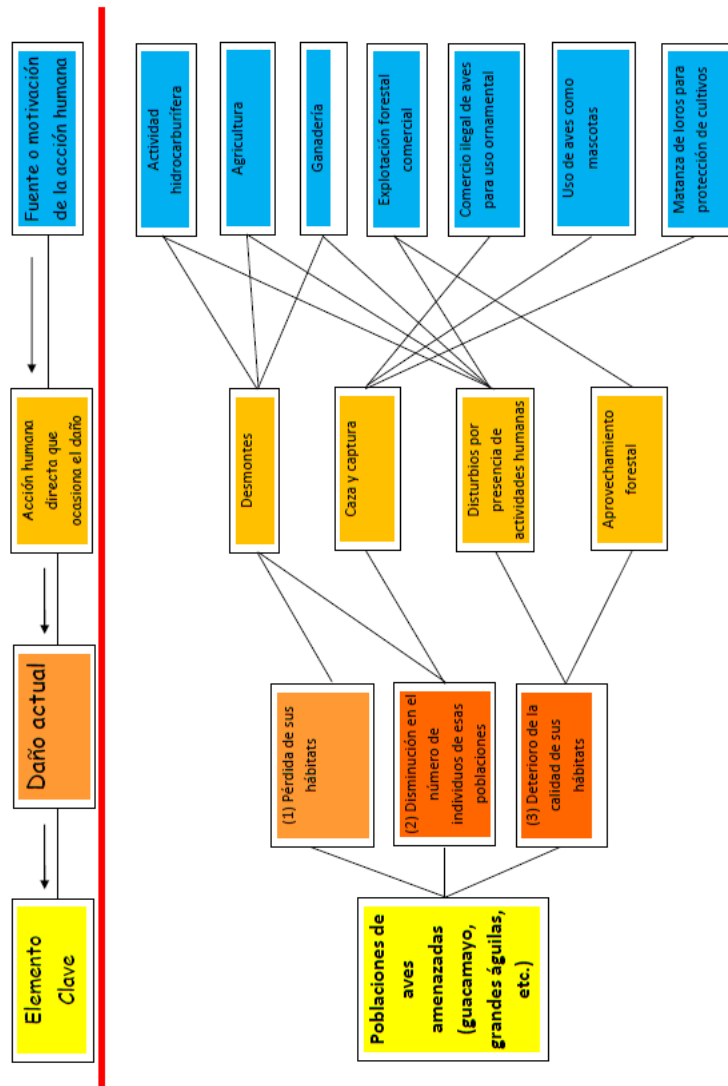 Elemento
Clave
Daño actual
Acción humana
directa que
ocasiona el daño
Fuente o motivación
de la acción humana
Poblaciones de
aves
amenazadas
(guacamayo,
grandes águilas,
etc.)
(1) Pérdida de sus
hábitats
(2) Disminución en el
número de
individuos de esas
poblaciones
(3) Deterioro de la
calidad de sus
hábitats
Desmontes
Caza y captura
Disturbios por
presencia de
actividades humanas
Aprovechamiento
forestal
Actividad
hidrocarburífera
Agricultura
Ganadería
Explotación forestal
comercial
Comercio ilegal de aves
para uso ornamental
Uso de aves como
mascotas
Matanza de loros para
protección de cultivos